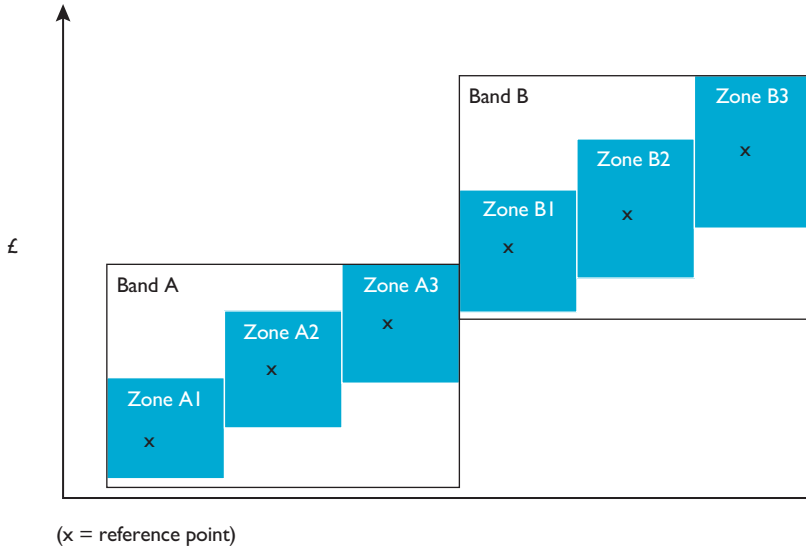 Band B
Zone B3
Zone B2
Zone B1
x
x
x
£
Band A
Zone A3
Zone A2
Zone A1
x
x
x
(x = reference point)